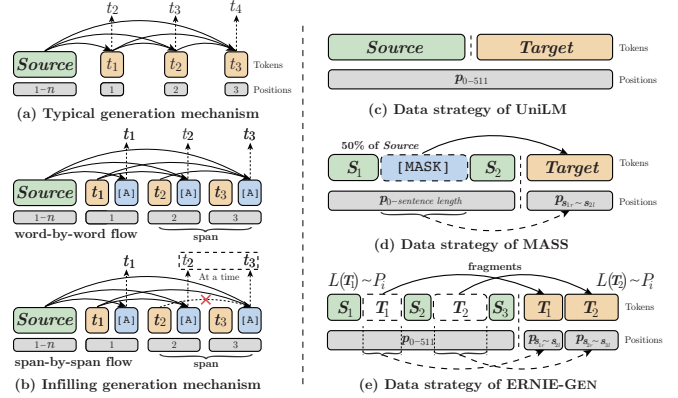 t₂ t₃ t₄
Source t₁ t₂ t₃ Tokens
1−n 1 2 3 Positions
(a) Typical generation mechanism
t₁ t₂ t₃
Source t₁ [A] t₂ [A] t₃ [A]
1−n 1 2 3
word-by-word flow span
t₁ t₂ t₃
At a time
Source t₁ [A] t₂ [A] t₃ [A]
1−n 1 2 3
span-by-span flow span
(b) Infilling generation mechanism
Source Target Tokens
p₀₋₅₁₁ Positions
(c) Data strategy of UniLM
50% of Source
S₁ [MASK] S₂ Target Tokens
p₀₋sentence length pₛ₁ᵣ∼ₛ₂ₗ Positions
(d) Data strategy of MASS
fragments
L(T₁)∼Pᵢ L(T₂)∼Pᵢ
S₁ T₁ S₂ T₂ S₃ T₁ T₂ Tokens
p₀₋₅₁₁ pₛ₁ᵣ∼ₛ₂ₗ pₛ₂ᵣ∼ₛ₃ₗ Positions
(e) Data strategy of ERNIE-GEN